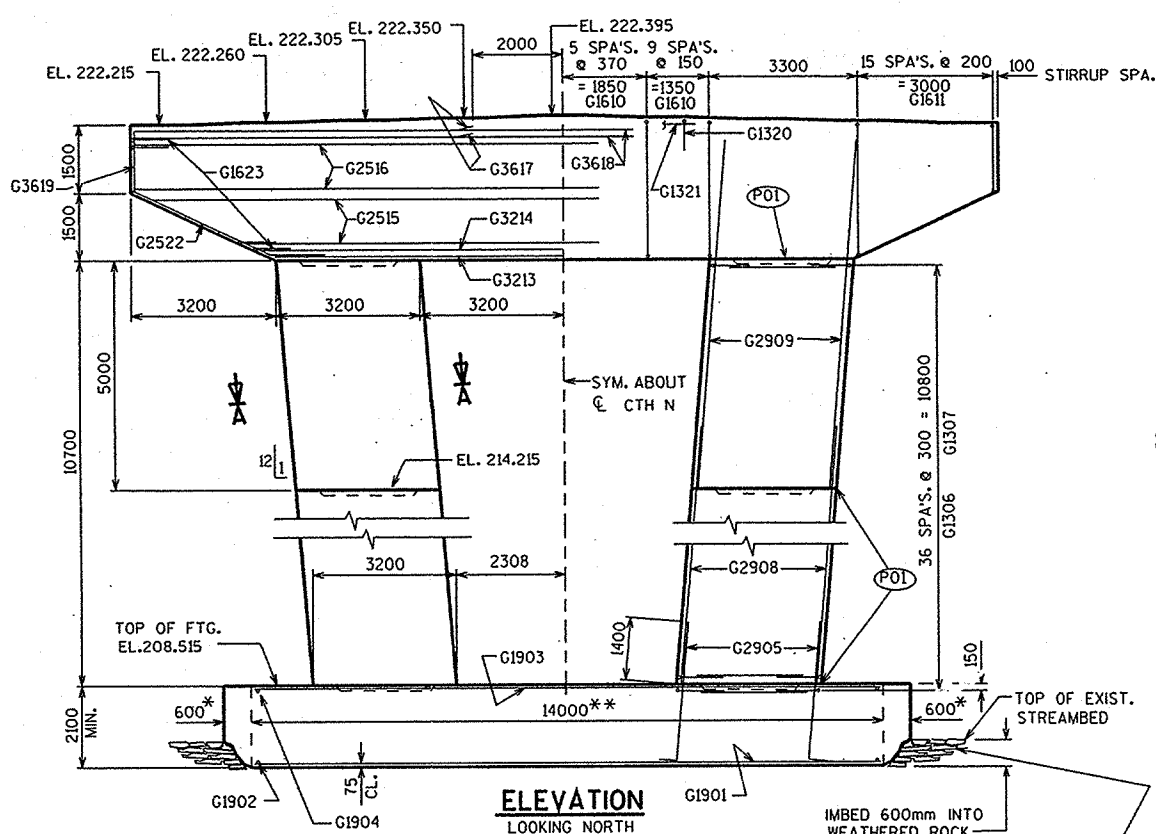 EL. 222.395
EL. 222.350
EL. 222.305
EL. 222.260
EL. 222.215
2000
5 SPA'S.
@ 370
= 1850
G1610
9 SPA'S.
@ 150
=1350
G1610
3300
15 SPA'S. @ 200
=3000
G1611
100
STIRRUP SPA.
1500
G3619
1500
G1623
G2516
G3617
G3618
G1320
G1321
P01
G2522
G2515
G3214
G3213
3200
3200
3200
5000
10700
A
A
SYM. ABOUT
℄ CTH N
G2909
36 SPA'S. @ 300 = 10800
G1306
G1307
12
1
EL. 214.215
3200
2308
G2908
P01
TOP OF FTG.
EL.208.515
G1903
1400
G2905
150
2100
MIN.
600*
14000**
600*
TOP OF EXIST.
STREAMBED
G1902
G1904
75
CL.
G1901
ELEVATION
LOOKING NORTH
IMBED 600mm INTO
WEATHERED ROCK